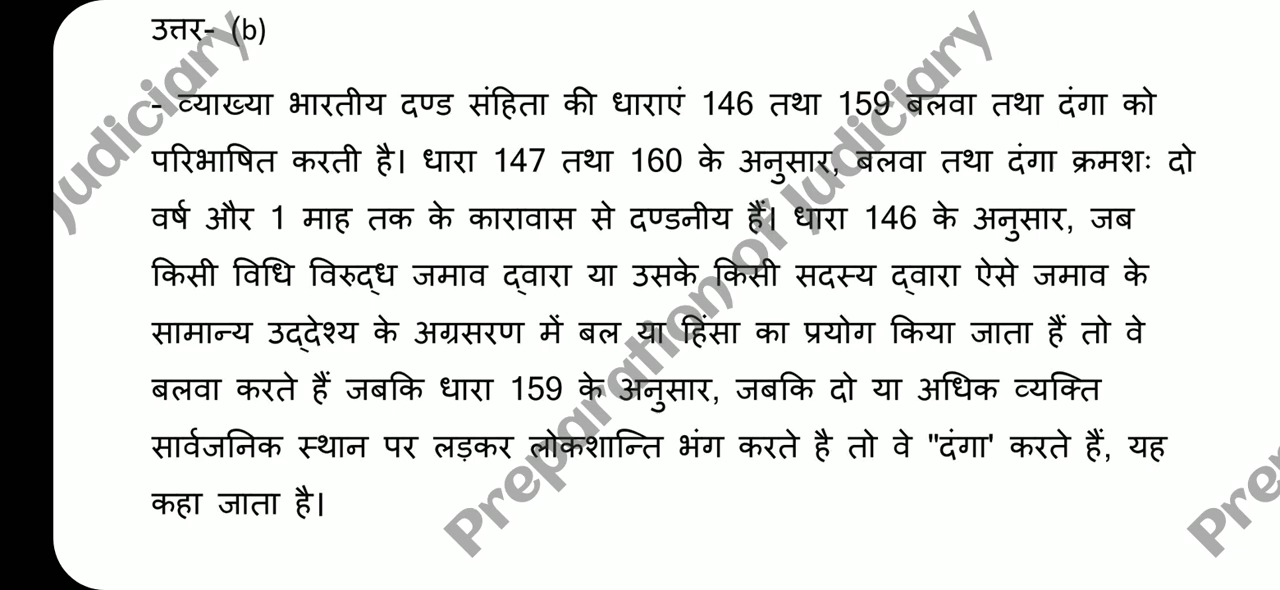 उत्तर- (b)
- व्याख्या भारतीय दण्ड संहिता की धाराएं 146 तथा 159 बलवा तथा दंगा को
परिभाषित करती है। धारा 147 तथा 160 के अनुसार, बलवा तथा दंगा क्रमशः दो
वर्ष और 1 माह तक के कारावास से दण्डनीय हैं। धारा 146 के अनुसार, जब
किसी विधि विरुद्ध जमाव द्वारा या उसके किसी सदस्य द्वारा ऐसे जमाव के
सामान्य उद्देश्य के अग्रसरण में बल या हिंसा का प्रयोग किया जाता हैं तो वे
बलवा करते हैं जबकि धारा 159 के अनुसार, जबकि दो या अधिक व्यक्ति
सार्वजनिक स्थान पर लड़कर लोकशान्ति भंग करते है तो वे "दंगा' करते हैं, यह
कहा जाता है।
Judiciary
Preparation of Judiciary
Pre